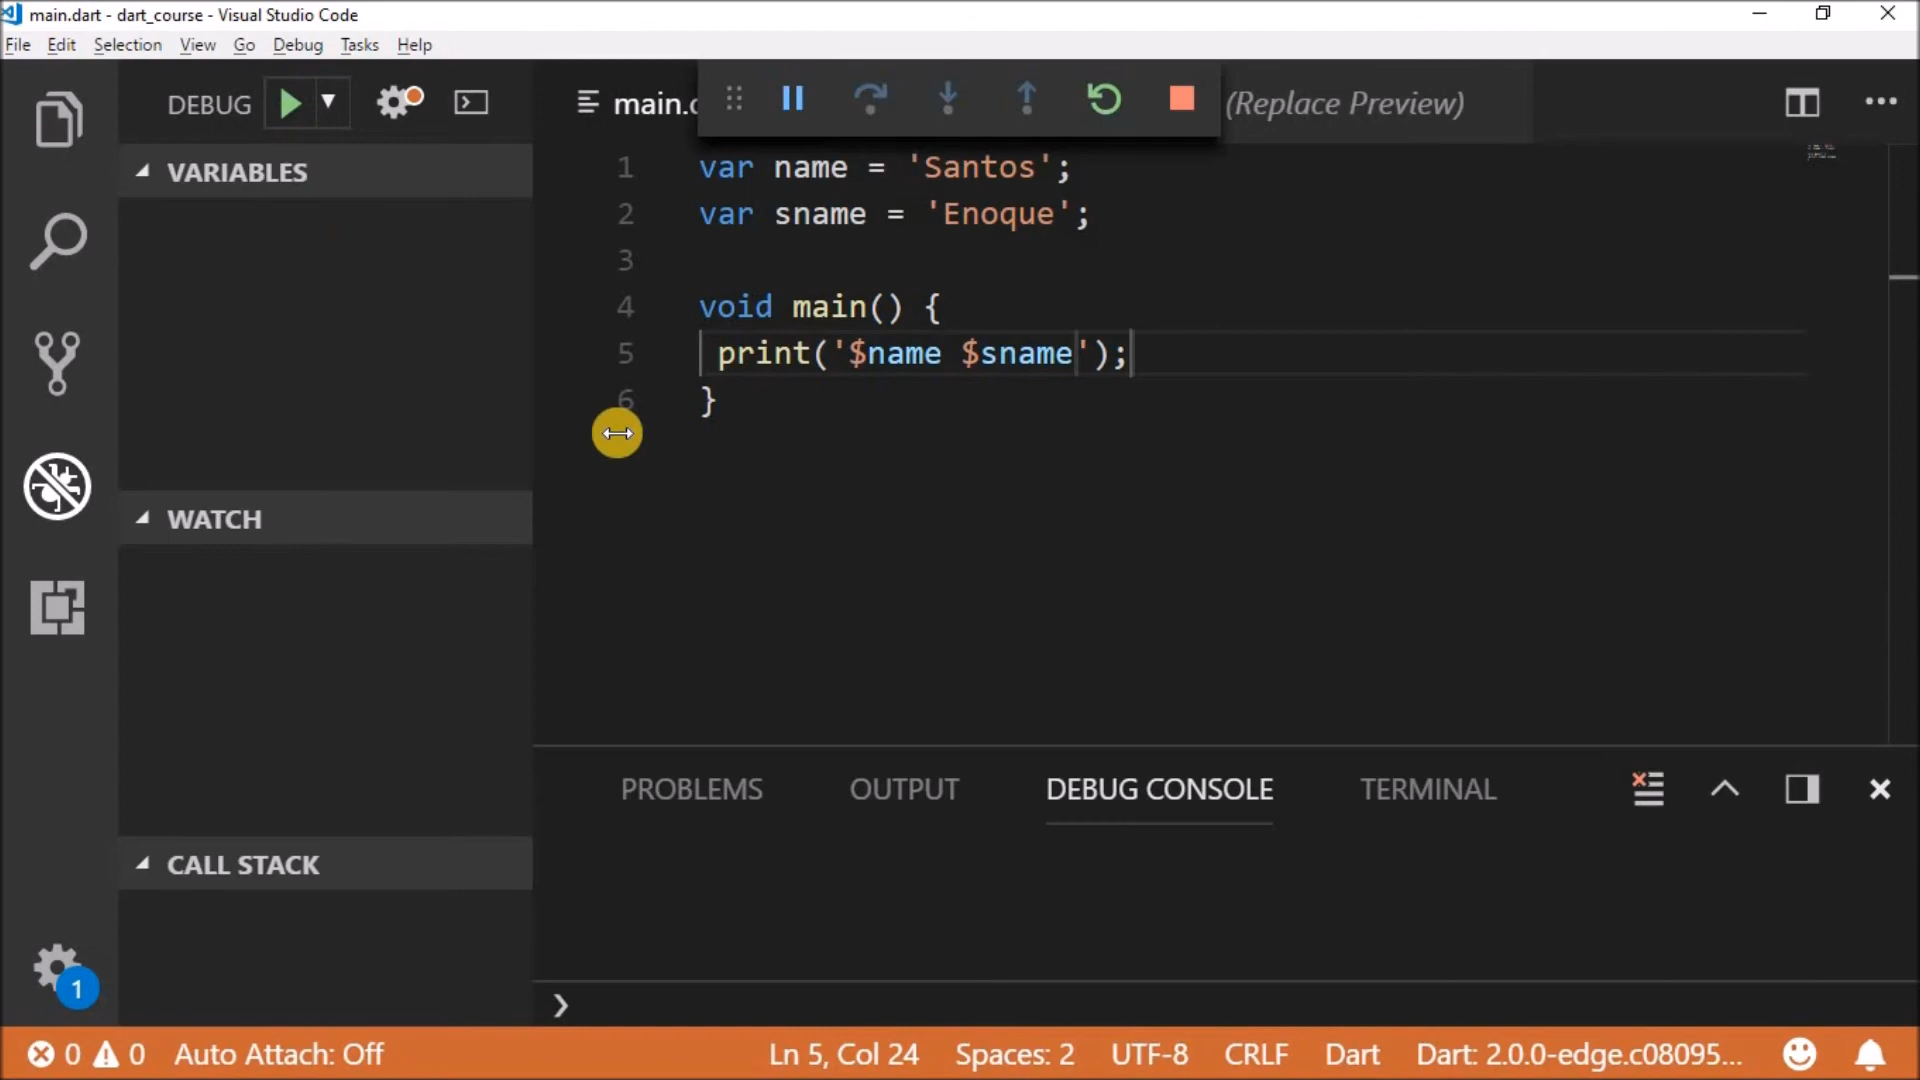 main.dart - dart_course - Visual Studio Code
File Edit Selection View Go Debug Tasks Help
DEBUG
main.d
(Replace Preview)
VARIABLES
1 var name = 'Santos';
2 var sname = 'Enoque';
3
4 void main() {
5 print('$name $sname');
6 }
WATCH
PROBLEMS OUTPUT DEBUG CONSOLE TERMINAL
CALL STACK
1
❯
0 0 Auto Attach: Off Ln 5, Col 24 Spaces: 2 UTF-8 CRLF Dart Dart: 2.0.0-edge.c08095...